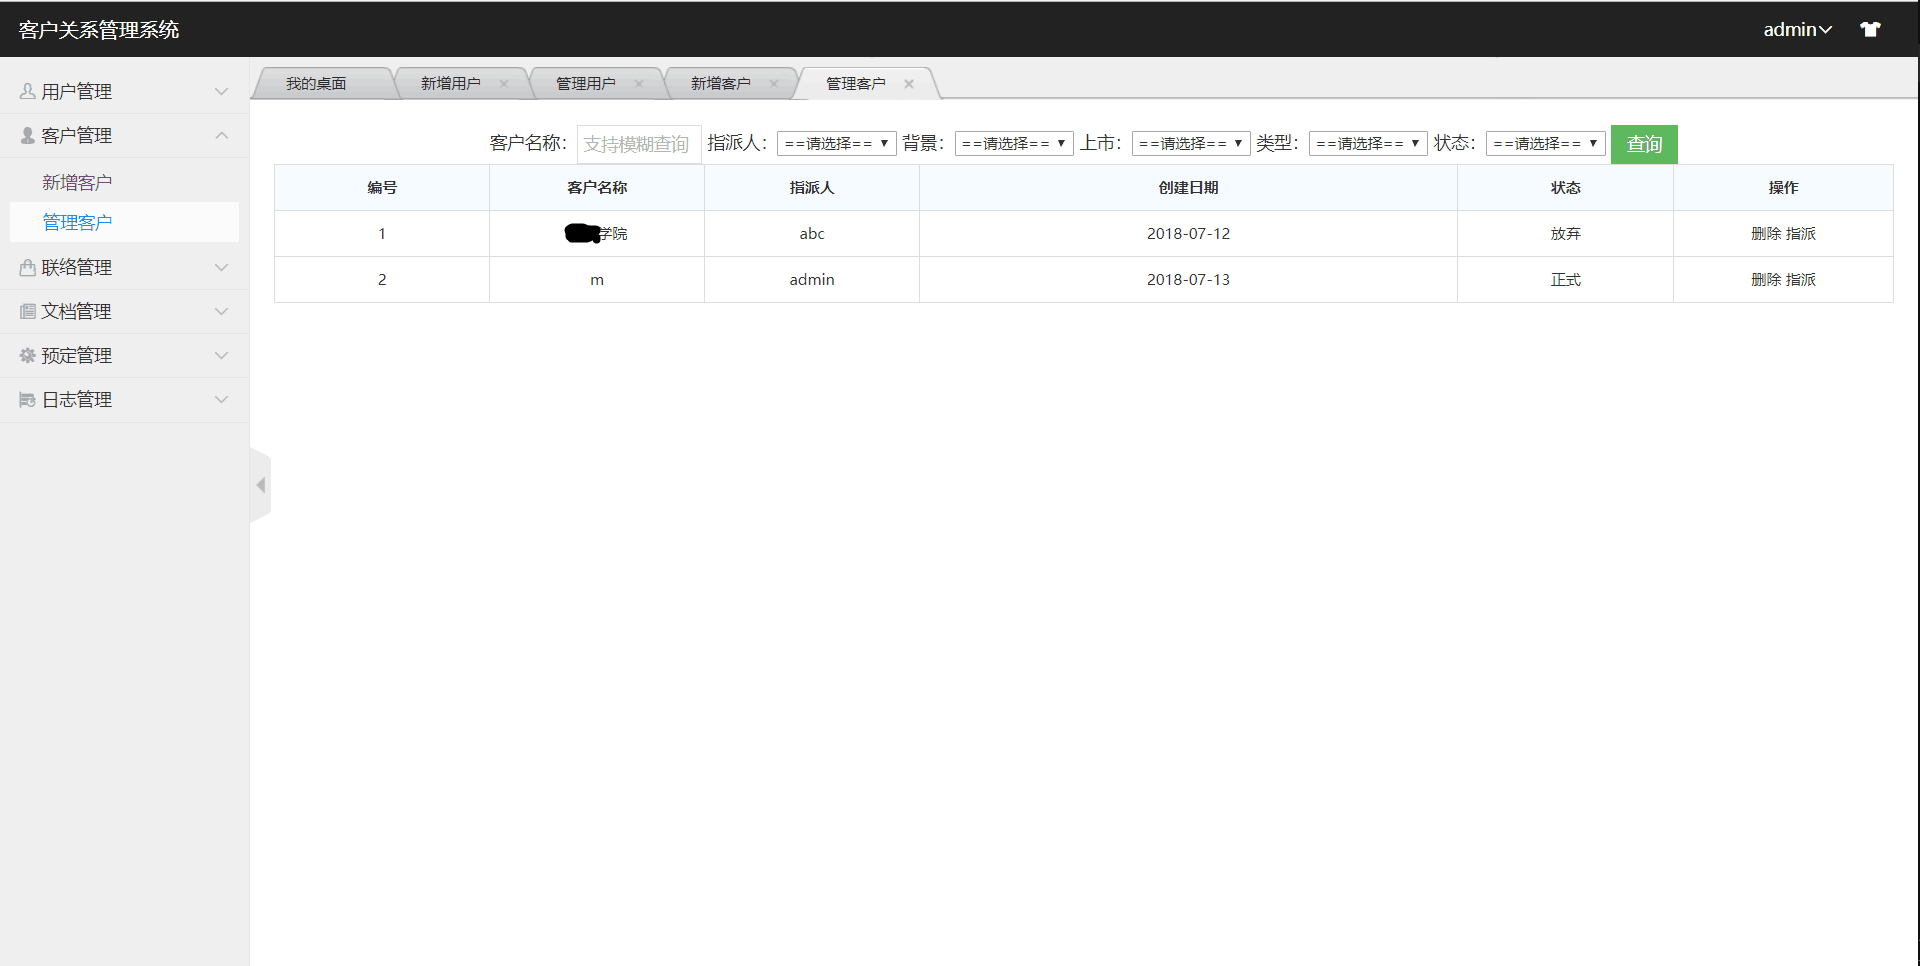 客户关系管理系统
admin
用户管理
客户管理
新增客户
管理客户
联络管理
文档管理
预定管理
日志管理
我的桌面 新增用户 管理用户 新增客户 管理客户
客户名称： 支持模糊查询 指派人： ==请选择== 背景： ==请选择== 上市： ==请选择== 类型： ==请选择== 状态： ==请选择== 查询
编号 客户名称 指派人 创建日期 状态 操作
1 学院 abc 2018-07-12 放弃 删除 指派
2 m admin 2018-07-13 正式 删除 指派